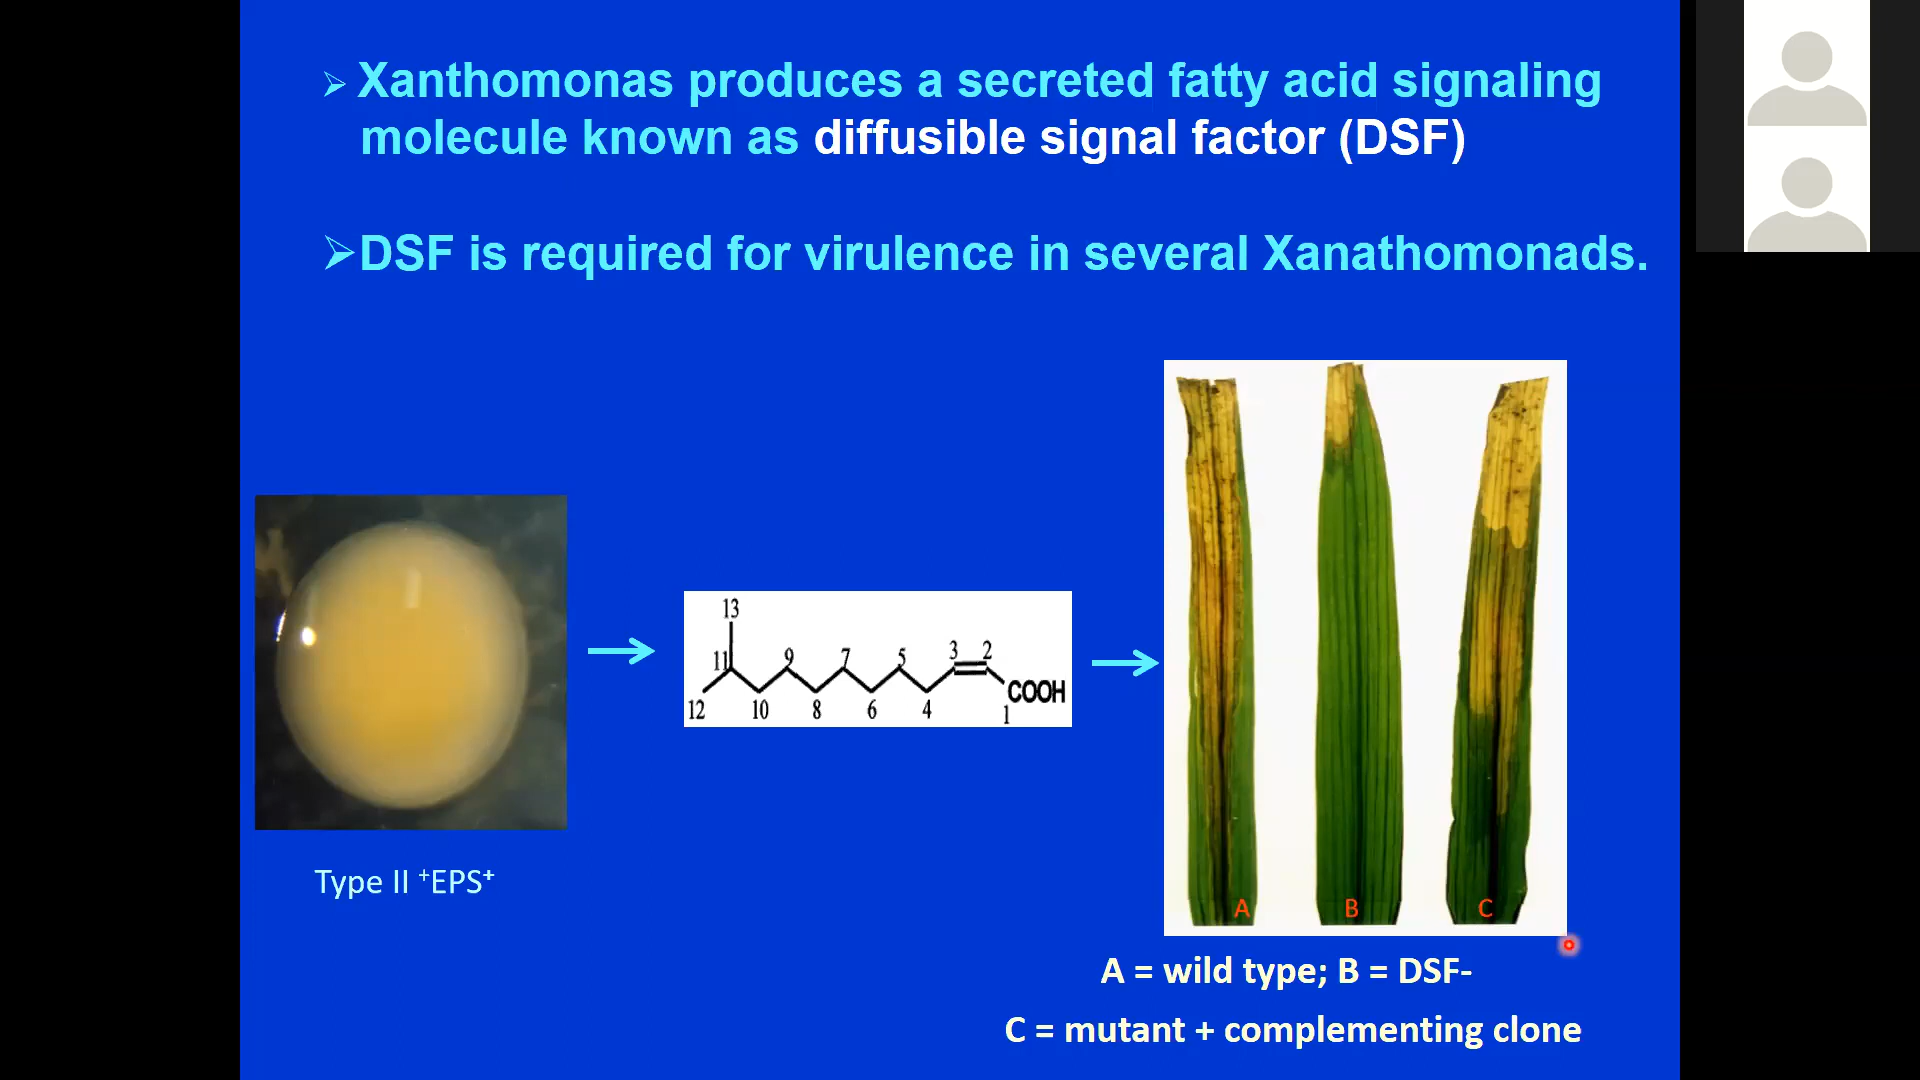 ➢ Xanthomonas produces a secreted fatty acid signaling
molecule known as diffusible signal factor (DSF)
➢ DSF is required for virulence in several Xanathomonads.
13
11 9 7 5 3 2
COOH
12 10 8 6 4 1
A B C
Type II ⁺EPS⁺
A = wild type; B = DSF-
C = mutant + complementing clone